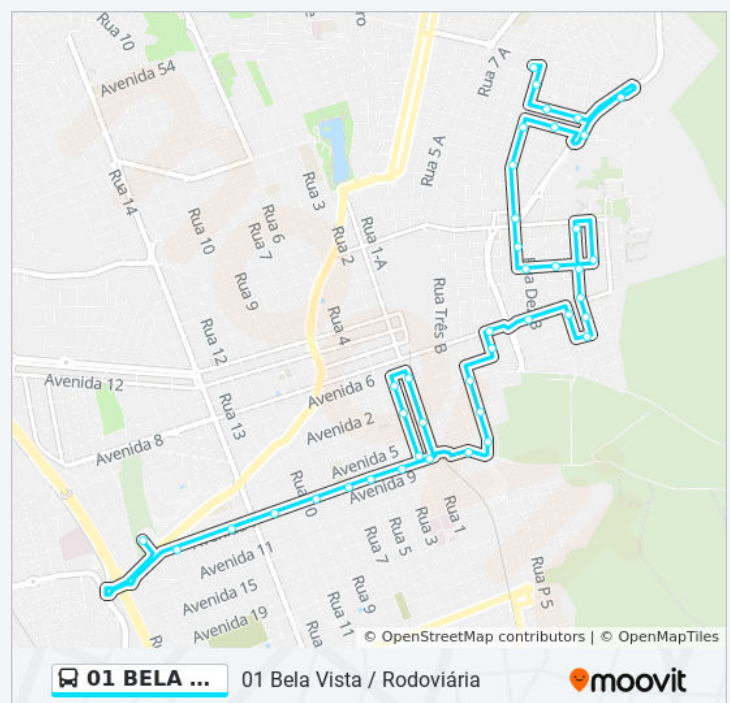 Rua 10
ro
Avenida 54
Rua 7 A
Rua 5 A
Rua 14
Rua 3
Rua 10
Rua 6
Rua 7
Rua 2
Rua 1-A
Rua 9
Rua Três B
Rua 4
Rua 12
Avenida 12
Avenida 6
Rua 13
Avenida 2
Avenida 8
Avenida 5
Avenida 9
Rua 1
Rua 3
Rua 5
Rua 7
Avenida 11
Rua P 5
Avenida 15
Rua 9
Rua 11
Avenida 19
© OpenStreetMap contributors | © OpenMapTiles
01 BELA ...
01 Bela Vista / Rodoviária
moovit